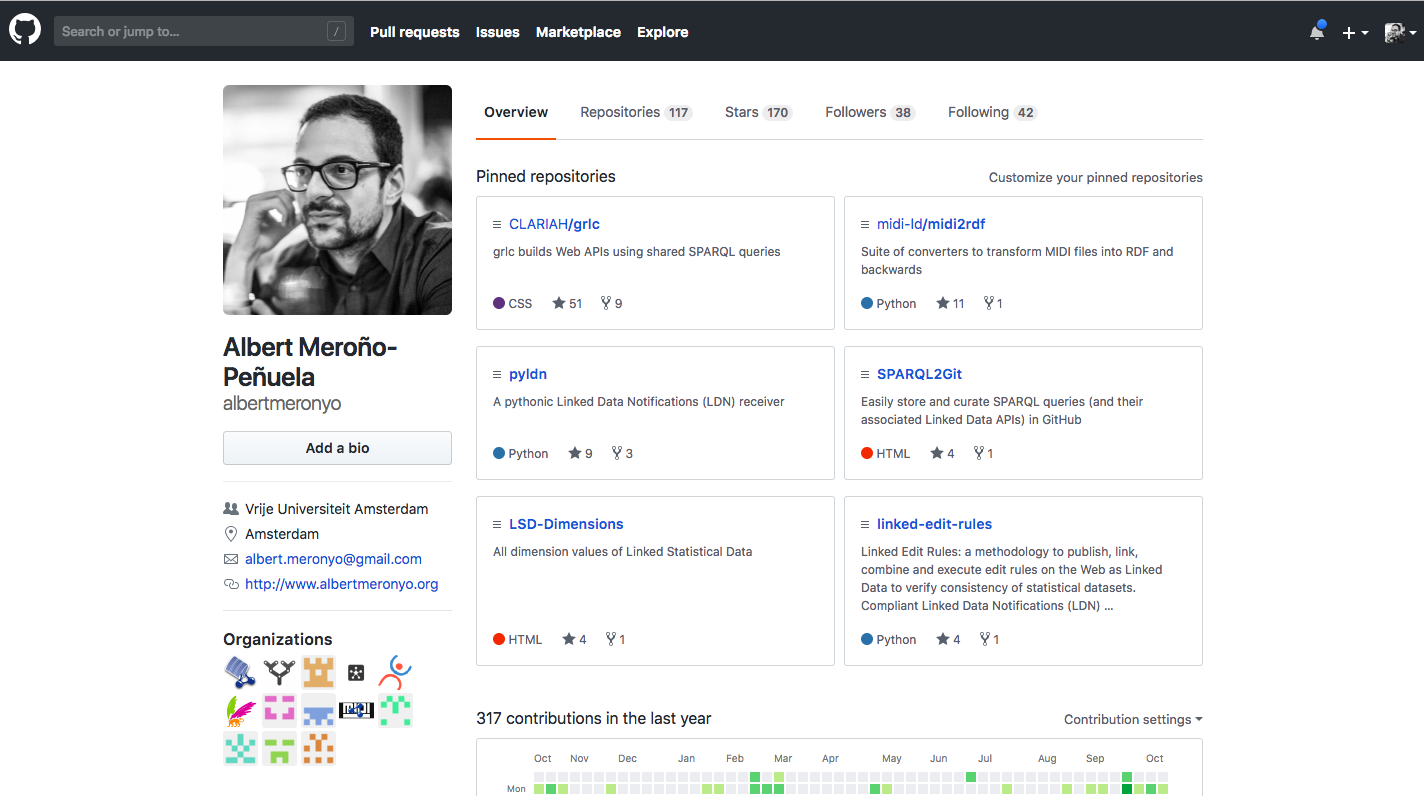 Search or jump to... /
Pull requests
Issues
Marketplace
Explore
Albert Meroño-
Peñuela
albertmeronyo
Add a bio
Vrije Universiteit Amsterdam
Amsterdam
albert.meronyo@gmail.com
http://www.albertmeronyo.org
Organizations
Overview
Repositories 117
Stars 170
Followers 38
Following 42
Pinned repositories
Customize your pinned repositories
CLARIAH/grlc
grlc builds Web APIs using shared SPARQL queries
CSS 51 9
midi-ld/midi2rdf
Suite of converters to transform MIDI files into RDF and
backwards
Python 11 1
pyldn
A pythonic Linked Data Notifications (LDN) receiver
Python 9 3
SPARQL2Git
Easily store and curate SPARQL queries (and their
associated Linked Data APIs) in GitHub
HTML 4 1
LSD-Dimensions
All dimension values of Linked Statistical Data
HTML 4 1
linked-edit-rules
Linked Edit Rules: a methodology to publish, link,
combine and execute edit rules on the Web as Linked
Data to verify consistency of statistical datasets.
Compliant Linked Data Notifications (LDN) ...
Python 4 1
317 contributions in the last year
Contribution settings
Oct Nov Dec Jan Feb Mar Apr May Jun Jul Aug Sep Oct
Mon